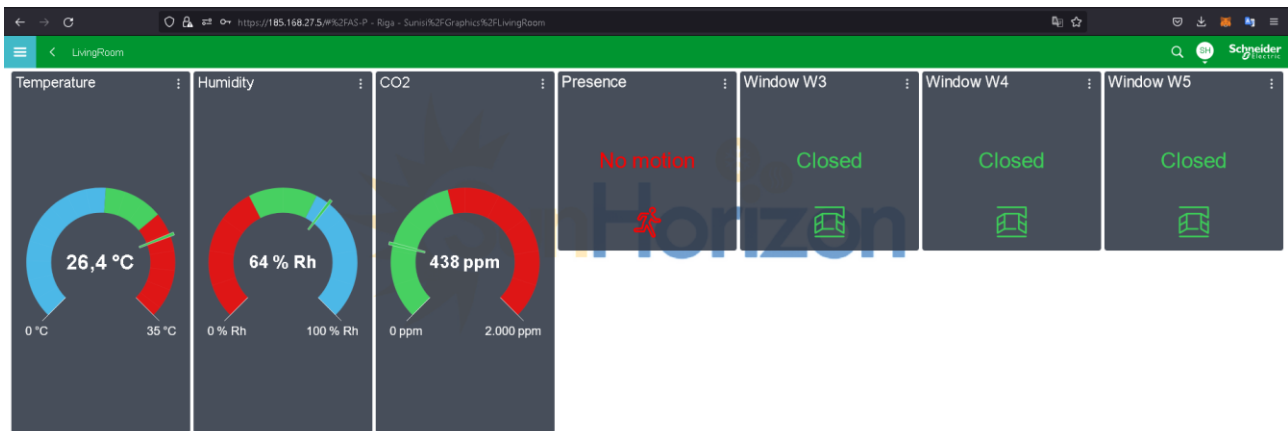 https://185.168.27.5/#%2FAS-P - Riga - Sunisi%2FGraphics%2FLivingRoom
LivingRoom
SH
Schneider
Electric
Temperature
Humidity
CO2
Presence
Window W3
Window W4
Window W5
No motion
Closed
Closed
Closed
26,4 °C
64 % Rh
438 ppm
0 °C
35 °C
0 % Rh
100 % Rh
0 ppm
2.000 ppm
Horizon